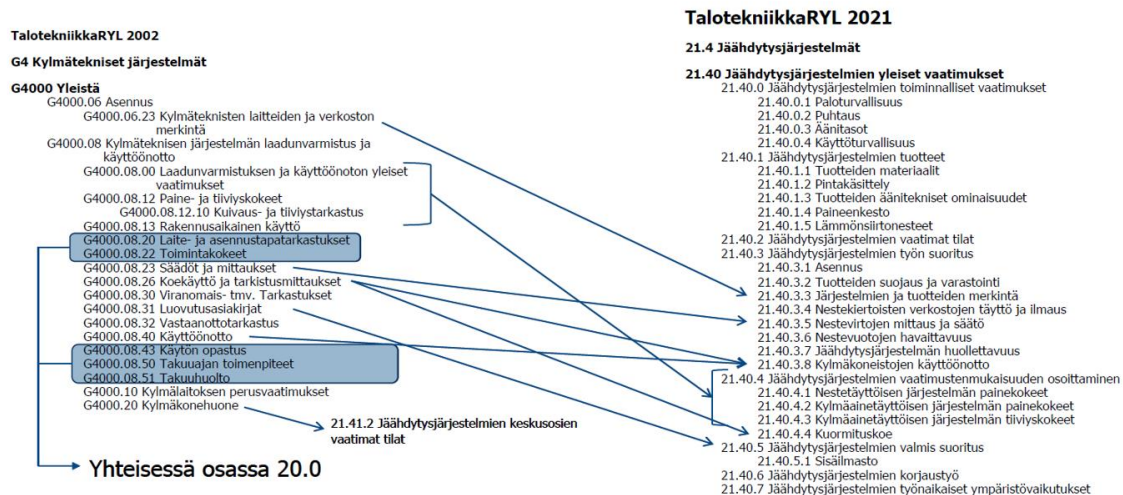 TalotekniikkaRYL 2002
G4 Kylmätekniset järjestelmät
G4000 Yleistä
G4000.06 Asennus
G4000.06.23 Kylmäteknisten laitteiden ja verkoston
merkintä
G4000.08 Kylmäteknisen järjestelmän laadunvarmistus ja
käyttöönotto
G4000.08.00 Laadunvarmistuksen ja käyttöönoton yleiset
vaatimukset
G4000.08.12 Paine- ja tiiviyskokeet
G4000.08.12.10 Kuivaus- ja tiiviystarkastus
G4000.08.13 Rakennusaikainen käyttö
G4000.08.20 Laite- ja asennustapatarkastukset
G4000.08.22 Toimintakokeet
G4000.08.23 Säädöt ja mittaukset
G4000.08.26 Koekäyttö ja tarkistusmittaukset
G4000.08.30 Viranomais- tmv. Tarkastukset
G4000.08.31 Luovutusasiakirjat
G4000.08.32 Vastaanottotarkastus
G4000.08.40 Käyttöönotto
G4000.08.43 Käytön opastus
G4000.08.50 Takuuajan toimenpiteet
G4000.08.51 Takuuhuolto
G4000.10 Kylmälaitoksen perusvaatimukset
G4000.20 Kylmäkonehuone
21.41.2 Jäähdytysjärjestelmien keskusosien
vaatimat tilat
Yhteisessä osassa 20.0
TalotekniikkaRYL 2021
21.4 Jäähdytysjärjestelmät
21.40 Jäähdytysjärjestelmien yleiset vaatimukset
21.40.0 Jäähdytysjärjestelmien toiminnalliset vaatimukset
21.40.0.1 Paloturvallisuus
21.40.0.2 Puhtaus
21.40.0.3 Äänitasot
21.40.0.4 Käyttöturvallisuus
21.40.1 Jäähdytysjärjestelmien tuotteet
21.40.1.1 Tuotteiden materiaalit
21.40.1.2 Pintakäsittely
21.40.1.3 Tuotteiden äänitekniset ominaisuudet
21.40.1.4 Paineenkesto
21.40.1.5 Lämmönsiirtonesteet
21.40.2 Jäähdytysjärjestelmien vaatimat tilat
21.40.3 Jäähdytysjärjestelmien työn suoritus
21.40.3.1 Asennus
21.40.3.2 Tuotteiden suojaus ja varastointi
21.40.3.3 Järjestelmien ja tuotteiden merkintä
21.40.3.4 Nestekiertoisten verkostojen täyttö ja ilmaus
21.40.3.5 Nestevirtojen mittaus ja säätö
21.40.3.6 Nestevuotojen havaittavuus
21.40.3.7 Jäähdytysjärjestelmän huollettavuus
21.40.3.8 Kylmäkoneistojen käyttöönotto
21.40.4 Jäähdytysjärjestelmien vaatimustenmukaisuuden osoittaminen
21.40.4.1 Nestetäyttöisen järjestelmän painekokeet
21.40.4.2 Kylmäainetäyttöisen järjestelmän painekokeet
21.40.4.3 Kylmäainetäyttöisen järjestelmän tiiviyskokeet
21.40.4.4 Kuormituskoe
21.40.5 Jäähdytysjärjestelmien valmis suoritus
21.40.5.1 Sisäilmasto
21.40.6 Jäähdytysjärjestelmien korjaustyö
21.40.7 Jäähdytysjärjestelmien työnaikaiset ympäristövaikutukset